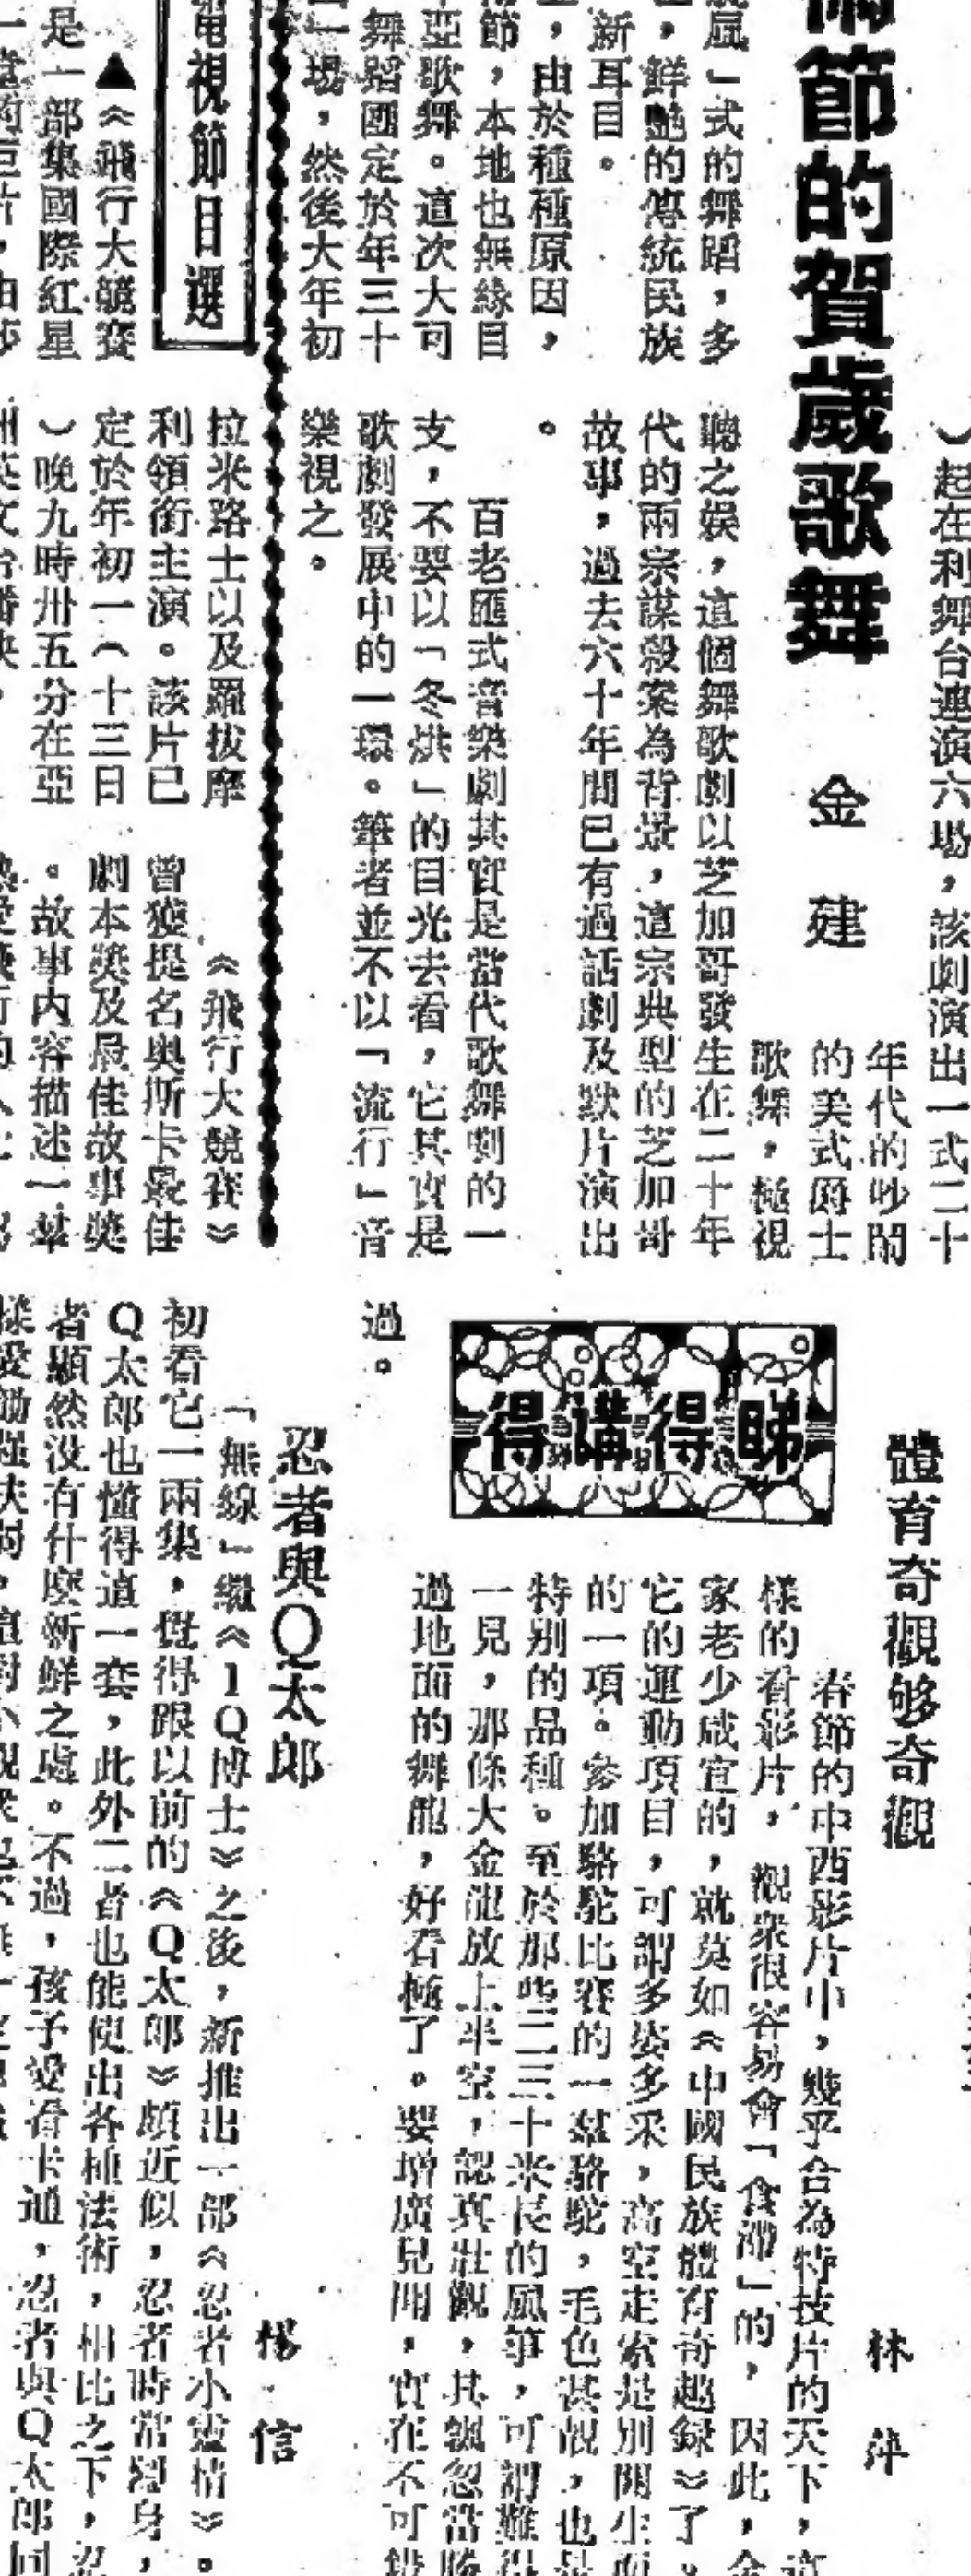 節的賀歲歌舞
金建
）起在利舞台連演六場，該劇演出一式二十
年代的吵鬧
的美式爵士
歌舞，極視
聽之娛，這個舞歌劇以芝加哥發生在二十年
代的兩宗謀殺案為背景，這宗典型的芝加哥
故事，過去六十年間已有過話劇及默片演出
。
百老匯式音樂劇其實是當代歌舞劇的一
支，不要以「冬烘」的目光去看，它其實是
歌劇發展中的一環。筆者並不以「流行」音
樂視之。
風」式的舞蹈，多
，鮮艷的傳統民族
新耳目。
，由於種種原因，
節，本地也無緣目
亞歌舞。這次大可
舞蹈團定於年三十
一場，然後大年初
電視節目選
▲《飛行大競賽
是一部集國際紅星
拉米路士以及羅拔摩
利領銜主演。該片已
定於年初一（十三日
）晚九時卅五分在亞
洲英文台播映。
《飛行大競賽》
曾獲提名奧斯卡最佳
劇本獎及最佳故事獎
。故事內容描述一羣
體育奇觀够奇觀
林萍
睇得講得
春節的中西影片中，幾乎合為特技片的天下，這
樣的看影片，觀衆很容易會「食滯」的，因此，合
家老少咸宜的，就莫如《中國民族體育奇趣録》了。
它的運動項目，可謂多姿多采，高空走索是別開生面
的一項。參加駱駝比賽的一羣駱駝，毛色甚靚，也是
特别的品種。至於那些二三十米長的風箏，可謂難得
一見，那條大金龍放上半空，認真壯觀，其飄忽當勝
過地面的舞龍，好看極了。要增廣見聞，實在不可錯
過。
忍者與Q太郎
楊信
「無線」繼《IQ博士》之後，新推出一部《忍者小靈精》。
初看它一兩集，覺得跟以前的《Q太郎》頗近似，忍者時常隱身，
Q太郎也懂得這一套，此外二者也能使出各種法術，相比之下，忍
者顯然没有什麼新鮮之處。不過，孩子愛看卡通，忍者與Q太郎同